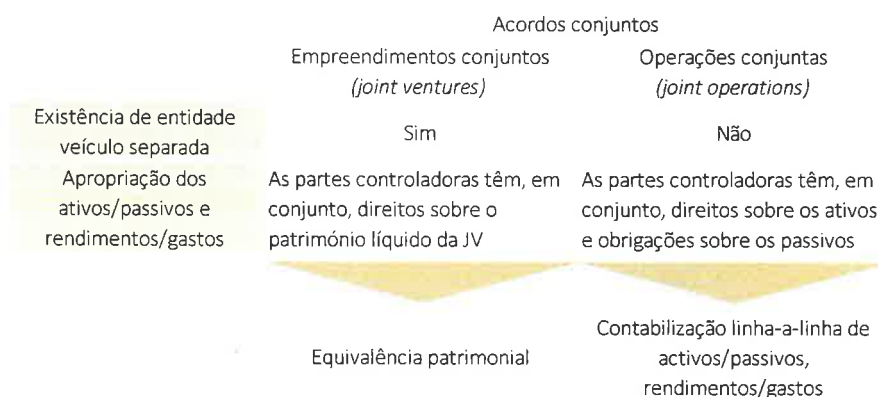 Acordos conjuntos
Empreendimentos conjuntos
(joint ventures)
Operações conjuntas
(joint operations)
Existência de entidade
veículo separada
Sim
Não
Apropriação dos
ativos/passivos e
rendimentos/gastos
As partes controladoras têm, em
conjunto, direitos sobre o
património líquido da JV
As partes controladoras têm, em
conjunto, direitos sobre os ativos
e obrigações sobre os passivos
Equivalência patrimonial
Contabilização linha-a-linha de
activos/passivos,
rendimentos/gastos